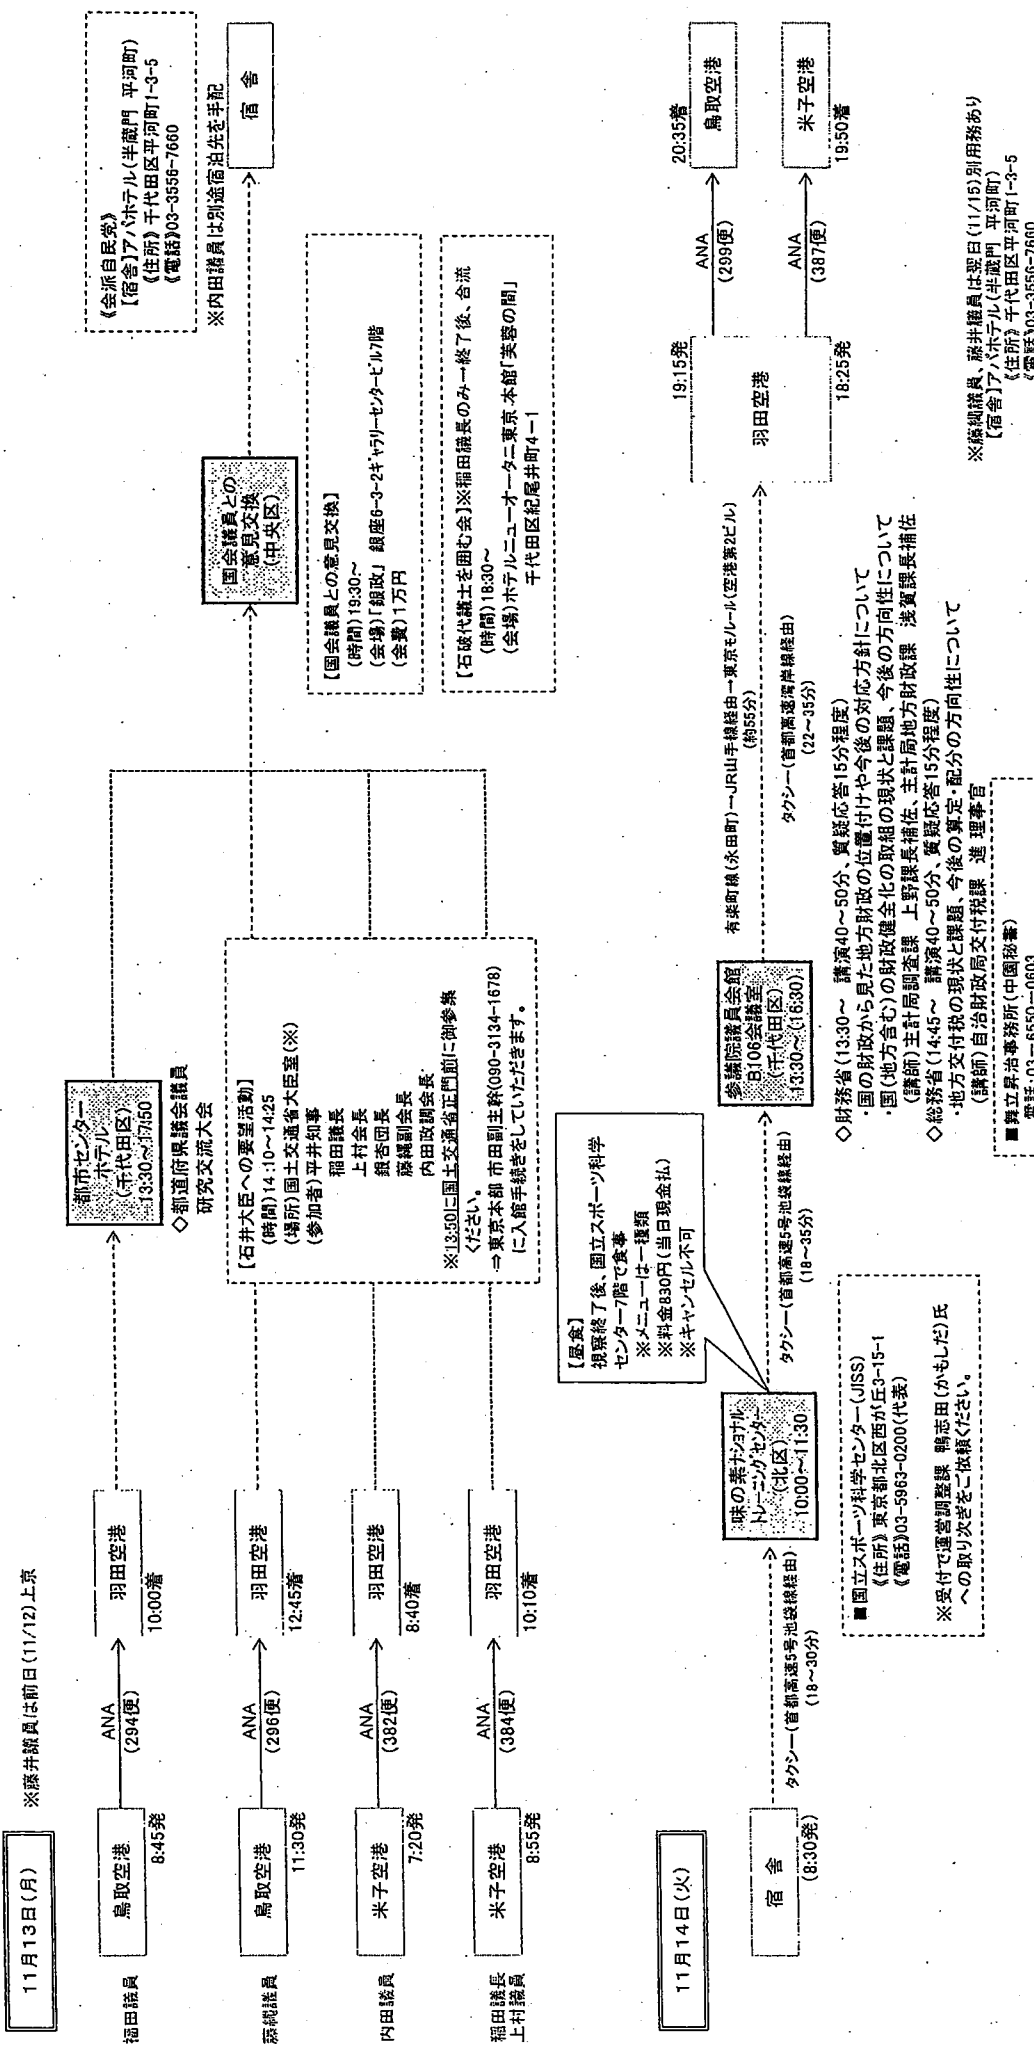 11月13日(月)
※藤井議員は前日(11/12)上京
福田議員
鳥取空港
8:45発
ANA
(294便)
羽田空港
10:00着
都市センター
ホテル
(千代田区)
13:30~17:50
◇都道府県議会議員
研究交流大会
藤縄議員
鳥取空港
11:30発
ANA
(296便)
羽田空港
12:45着
内田議員
米子空港
7:20発
ANA
(382便)
羽田空港
8:40着
稲田議長
上村議員
米子空港
8:55発
ANA
(384便)
羽田空港
10:10着
【石井大臣への要望活動】
(時間)14:10~14:25
(場所)国土交通省大臣室(※)
(参加者)平井知事
稲田議長
上村会長
銀杏団長
藤縄副会長
内田政調会長
※13:50に国土交通省正門前に御参集
ください。
⇒東京本部 市田副主幹(090-3134-1678)
に入館手続きをしていただきます。
国会議員との
意見交換
(中央区)
【国会議員との意見交換】
(時間)19:30~
(会場)「銀政」 銀座6-3-2ギャラリーセンタービル7階
(会費)1万円
【石破代議士を囲む会】※稲田議長のみ→終了後、合流
(時間)18:30~
(会場)ホテルニューオータニ東京 本館「芙蓉の間」
千代田区紀尾井町4-1
《会派自民党》
【宿舎】アパホテル(半蔵門 平河町)
《住所》千代田区平河町1-3-5
《電話》03-3556-7660
※内田議員は別途宿泊先を手配
宿 舎
11月14日(火)
宿 舎
(8:30発)
タクシー(首都高速5号池袋線経由)
(18~30分)
味の素ナショナル
トレーニングセンター
(北区)
10:00~11:30
【昼食】
視察終了後、国立スポーツ科学
センター7階で食事
※メニューは一種類
※料金830円(当日現金払)
※キャンセル不可
■国立スポーツ科学センター(JISS)
《住所》東京都北区西が丘3-15-1
《電話》03-5963-0200(代表)
※受付で運営調整課 鴨志田(かもしだ)氏
への取り次ぎをご依頼ください。
タクシー(首都高速5号池袋線経由)
(18~35分)
参議院議員会館
B106会議室
(千代田区)
13:30~(16:30)
◇財務省(13:30~ 講演40~50分、質疑応答15分程度)
・国の財政から見た地方財政の位置付けや今後の対応方針について
・国(地方含む)の財政健全化の取組の現状と課題、今後の方向性について
(講師)主計局調査課 上野課長補佐、主計局地方財政課 浅賀課長補佐
◇総務省(14:45~ 講演40~50分、質疑応答15分程度)
・地方交付税の現状と課題、今後の算定・配分の方向性について
(講師)自治財政局交付税課 進 理事官
■舞立昇治事務所(中園秘書)
電話:03-6550-0603
有楽町線(永田町)→JR山手線経由→東京モルール(空港第2ビル)
(約55分)
タクシー(首都高速湾岸線経由)
(22~35分)
羽田空港
19:15発
18:25発
ANA
(299便)
鳥取空港
20:35着
ANA
(387便)
米子空港
19:50着
※藤縄議員、藤井議員は翌日(11/15)別用務あり
【宿舎】アパホテル(半蔵門 平河町)
《住所》千代田区平河町1-3-5
《電話》03-3556-7660